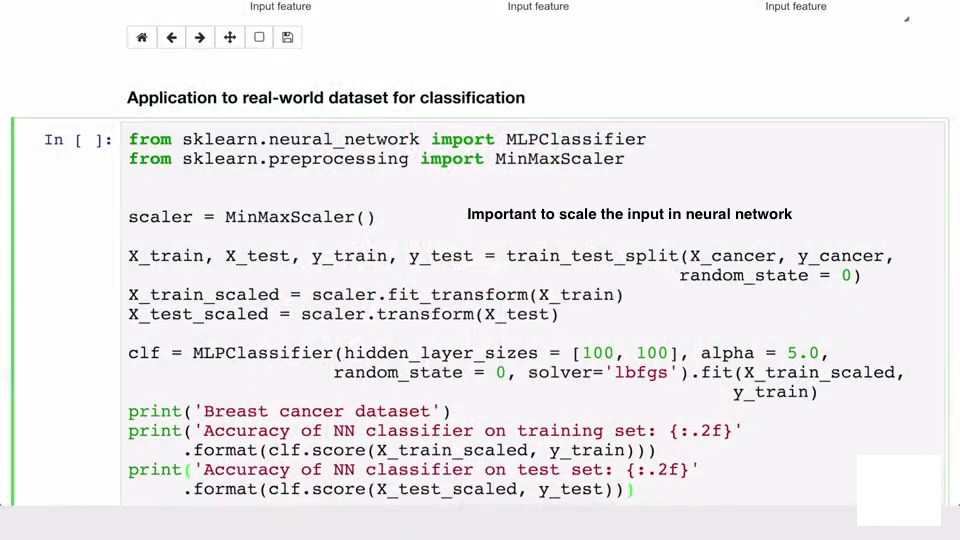 Input feature Input feature Input feature
Application to real-world dataset for classification
In [ ]: from sklearn.neural_network import MLPClassifier
from sklearn.preprocessing import MinMaxScaler
scaler = MinMaxScaler() Important to scale the input in neural network
X_train, X_test, y_train, y_test = train_test_split(X_cancer, y_cancer,
random_state = 0)
X_train_scaled = scaler.fit_transform(X_train)
X_test_scaled = scaler.transform(X_test)
clf = MLPClassifier(hidden_layer_sizes = [100, 100], alpha = 5.0,
random_state = 0, solver='lbfgs').fit(X_train_scaled,
y_train)
print('Breast cancer dataset')
print('Accuracy of NN classifier on training set: {:.2f}'
.format(clf.score(X_train_scaled, y_train)))
print('Accuracy of NN classifier on test set: {:.2f}'
.format(clf.score(X_test_scaled, y_test)))